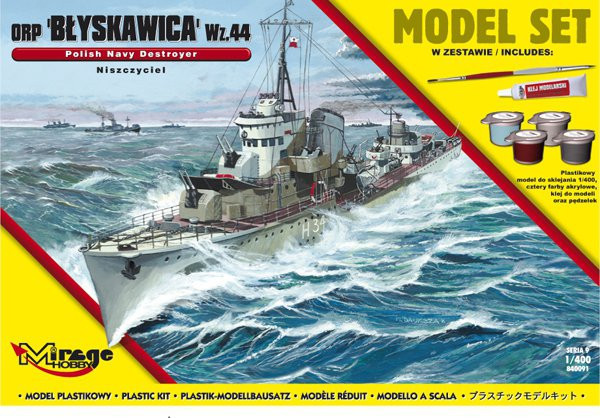 ORP 'BŁYSKAWICA' Wz.44
Polish Navy Destroyer
Niszczyciel
MODEL SET
W ZESTAWIE / INCLUDES:
KLEJ MODELARSKI
Plastikowy
model do sklejania 1/400,
cztery farby akrylowe,
klej do modeli
oraz pędzelek
H34
Mirage
HOBBY
SERIA 9
1/400
840091
• MODEL PLASTIKOWY • PLASTIC KIT • PLASTIK-MODELLBAUSATZ • MODÈLE RÉDUIT • MODELLO A SCALA • プラスチックモデルキット •